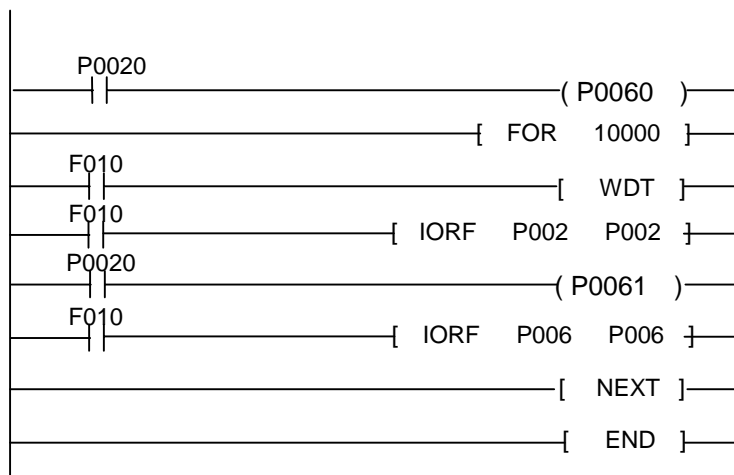 P0020
( P0060 )
[ FOR 10000 ]
F010
[ WDT ]
F010
[ IORF P002 P002 ]
P0020
( P0061 )
F010
[ IORF P006 P006 ]
[ NEXT ]
[ END ]